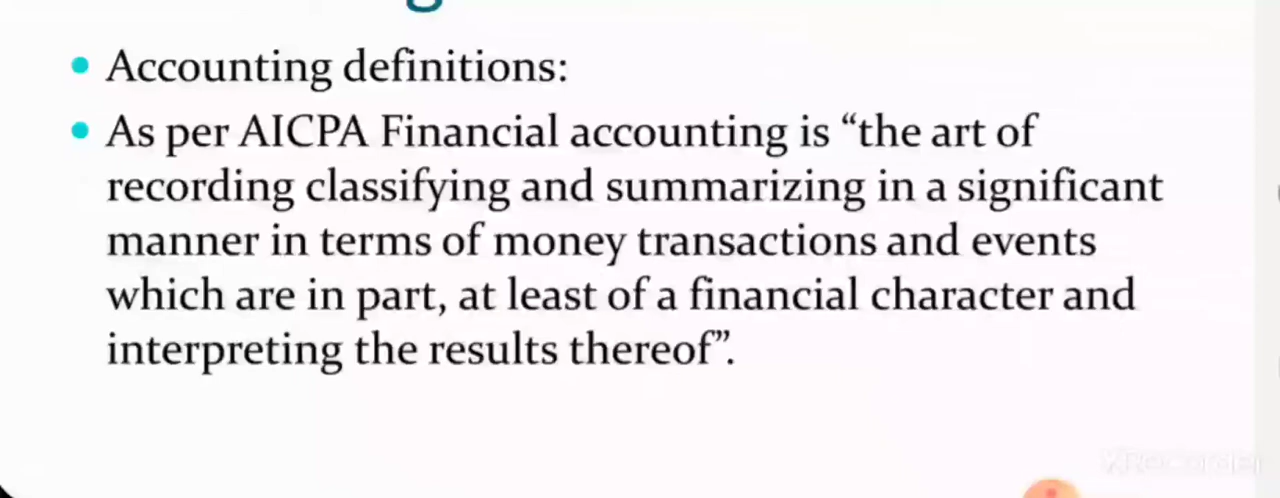 Accounting definitions:
As per AICPA Financial accounting is “the art of
recording classifying and summarizing in a significant
manner in terms of money transactions and events
which are in part, at least of a financial character and
interpreting the results thereof”.
XRecorder